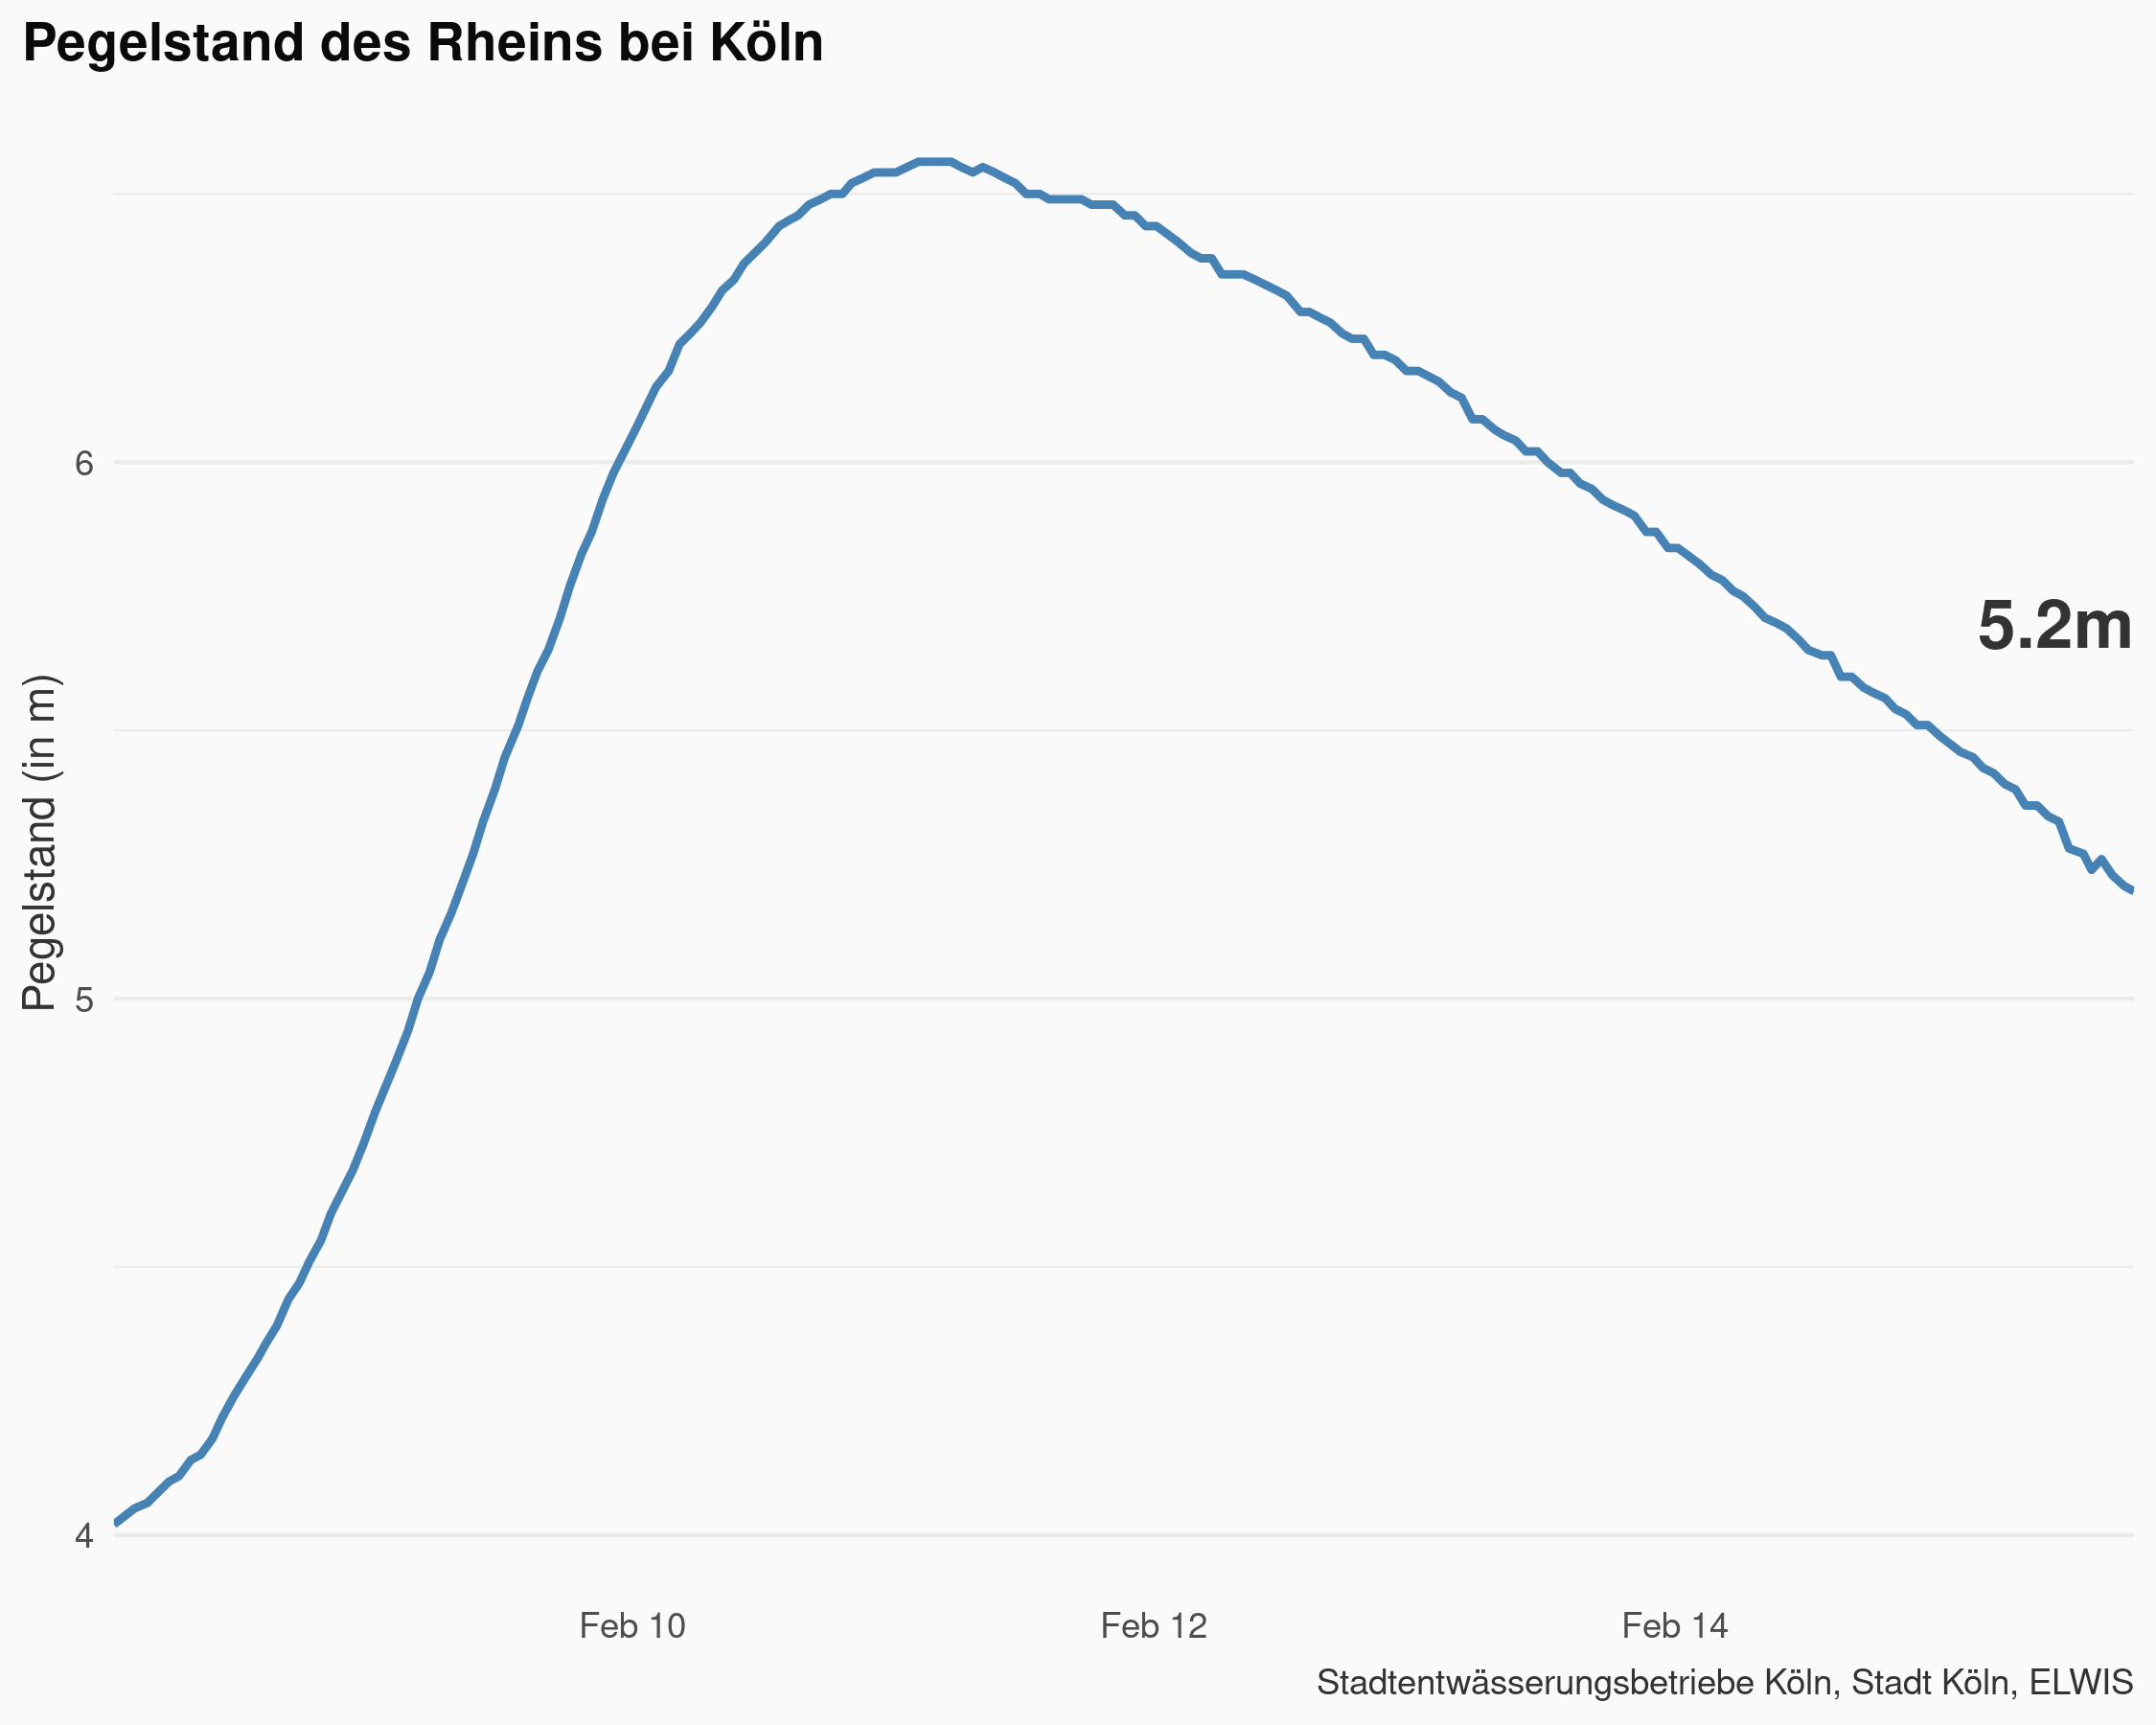 Pegelstand des Rheins bei Köln
Pegelstand (in m)
6
5
4
5.2m
Feb 10
Feb 12
Feb 14
Stadtentwässerungsbetriebe Köln, Stadt Köln, ELWIS